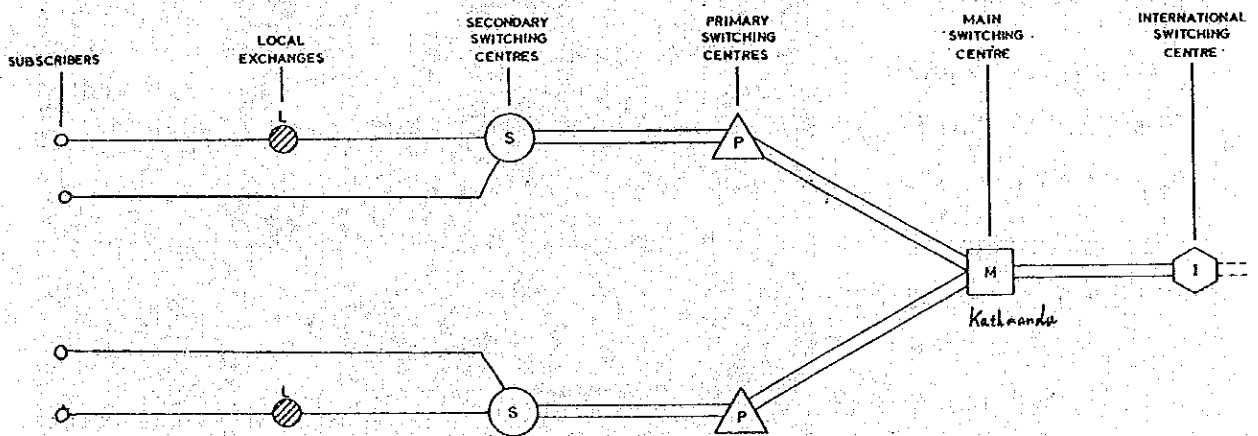 SUBSCRIBERS
LOCAL
EXCHANGES
SECONDARY
SWITCHING
CENTRES
PRIMARY
SWITCHING
CENTRES
MAIN
SWITCHING
CENTRE
INTERNATIONAL
SWITCHING
CENTRE
L
S
P
M
I
Kathmandu
L
S
P